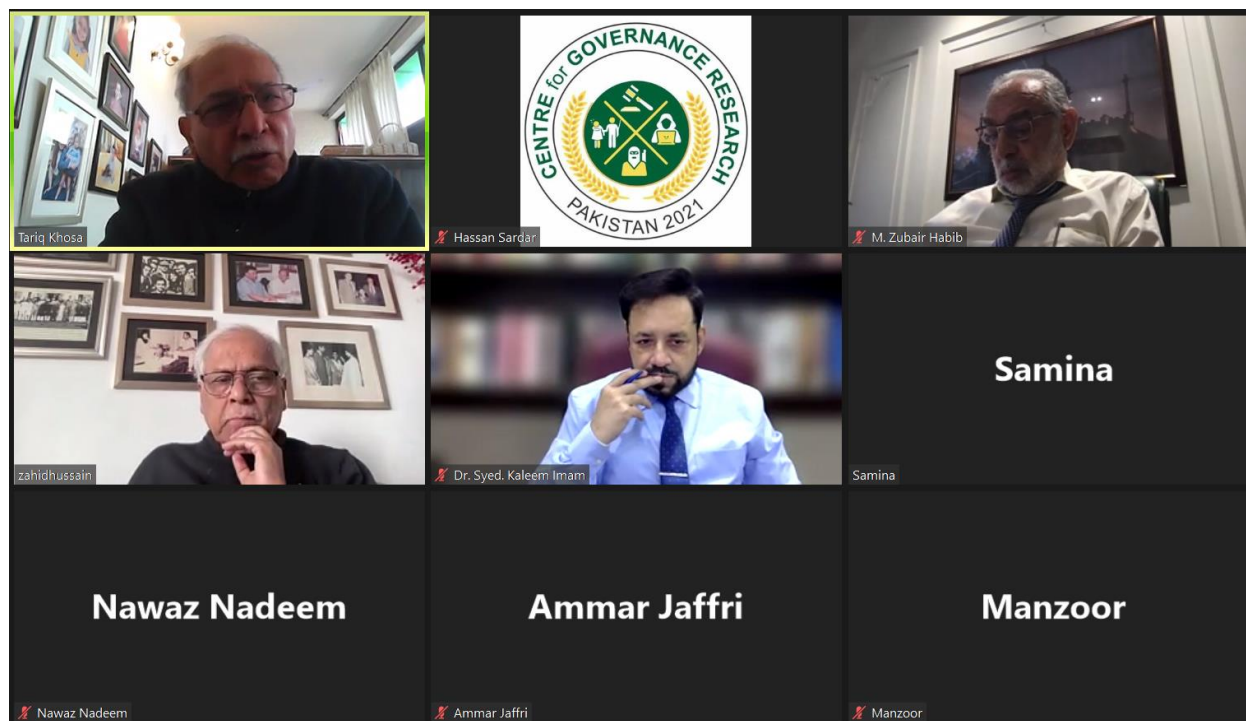 Tariq Khosa
CENTRE for GOVERNANCE RESEARCH
PAKISTAN 2021
Hassan Sardar
M. Zubair Habib
zahidhussain
Dr. Syed. Kaleem Imam
Samina
Samina
Nawaz Nadeem
Nawaz Nadeem
Ammar Jaffri
Ammar Jaffri
Manzoor
Manzoor